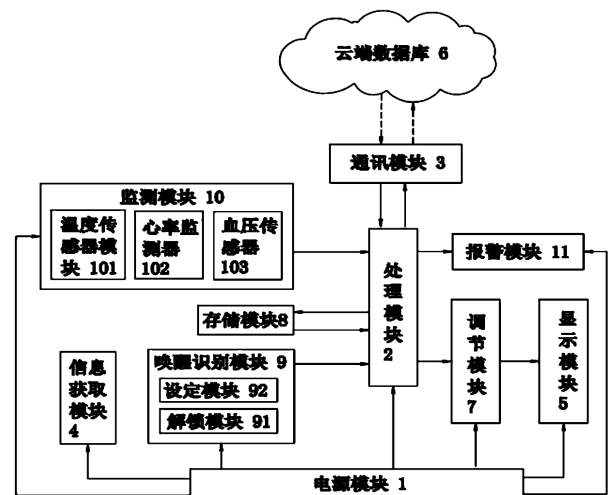 云端数据库 6
通讯模块 3
监测模块 10
温度传
感器模
块 101
心率监
测器
102
血压传
感器
103
处
理
模
块
2
报警模块 11
存储模块8
调
节
模
块
7
显
示
模
块
5
信息
获取
模块
4
唤醒识别模块 9
设定模块 92
解锁模块 91
电源模块 1